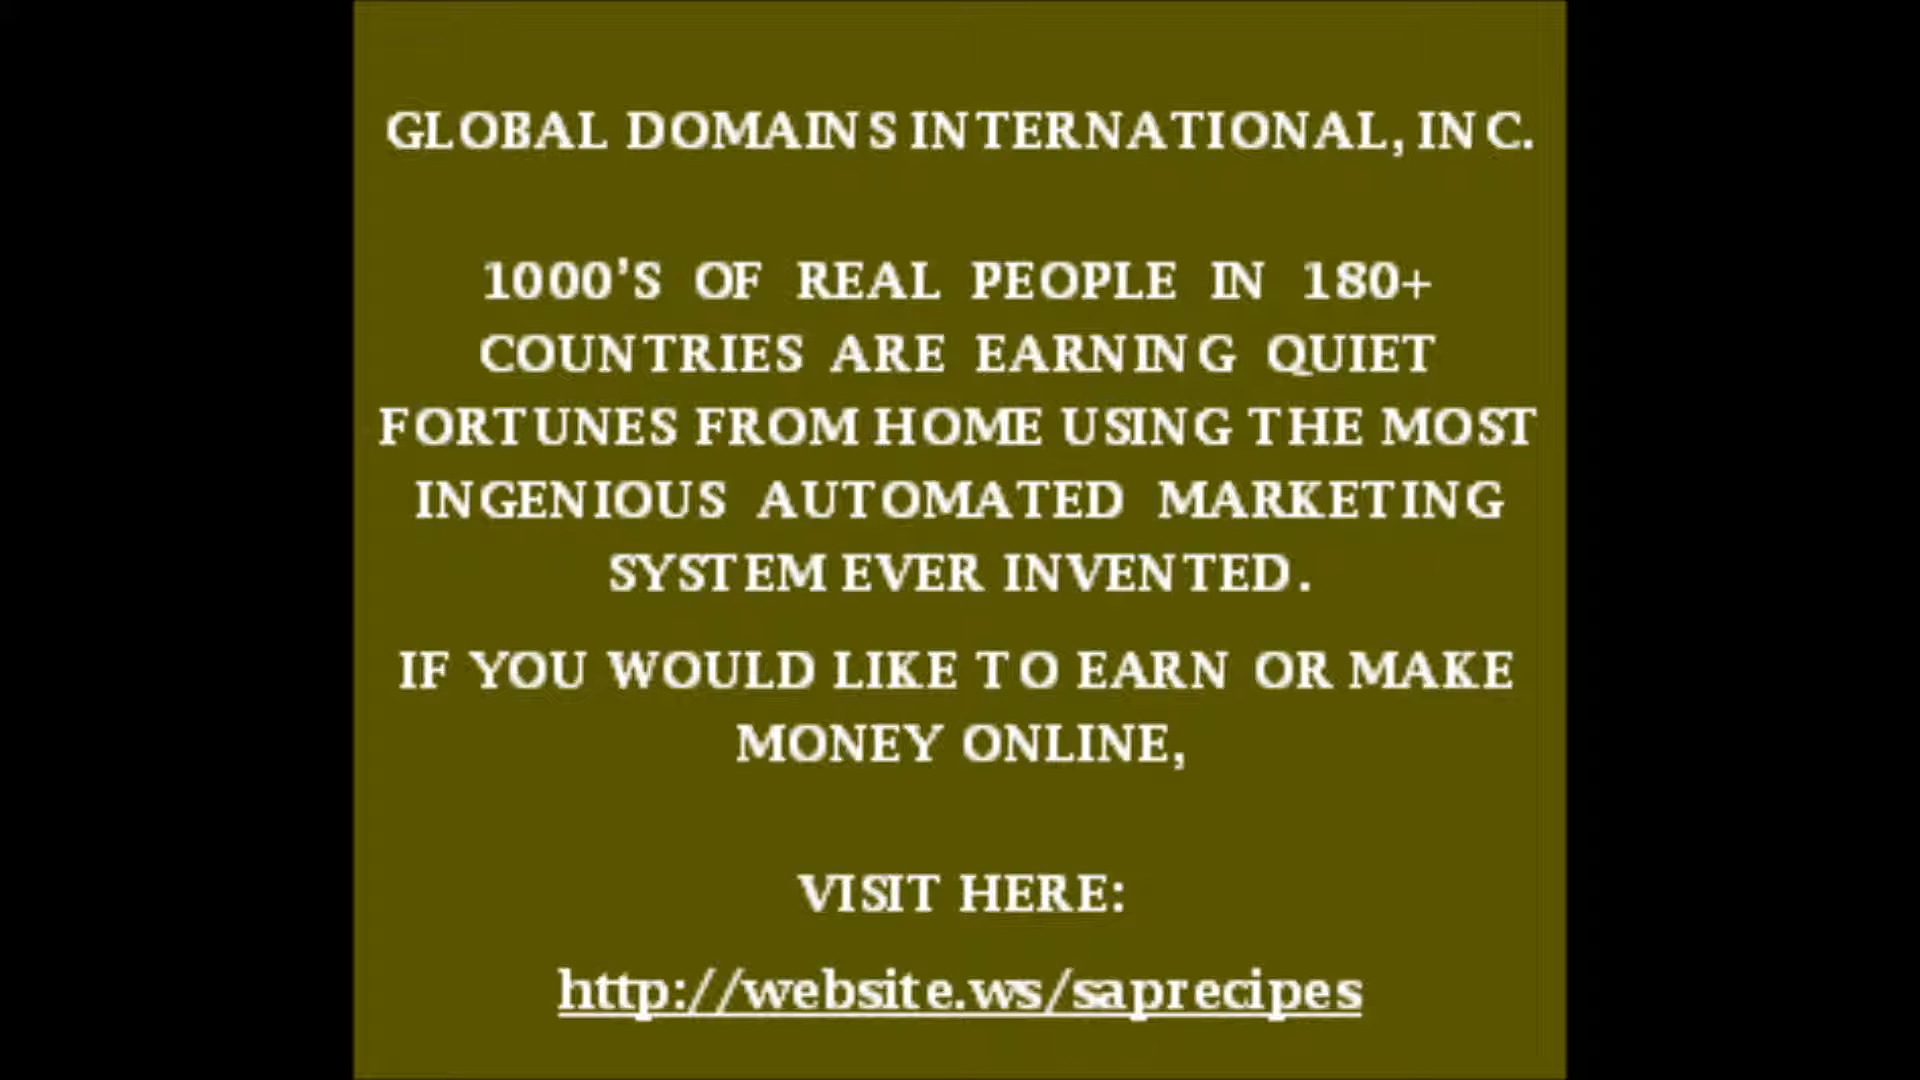 GLOBAL DOMAINS INTERNATIONAL, INC.
1000'S OF REAL PEOPLE IN 180+
COUNTRIES ARE EARNING QUIET
FORTUNES FROM HOME USING THE MOST
INGENIOUS AUTOMATED MARKETING
SYSTEM EVER INVENTED.
IF YOU WOULD LIKE TO EARN OR MAKE
MONEY ONLINE,
VISIT HERE:
http://website.ws/saprecipes